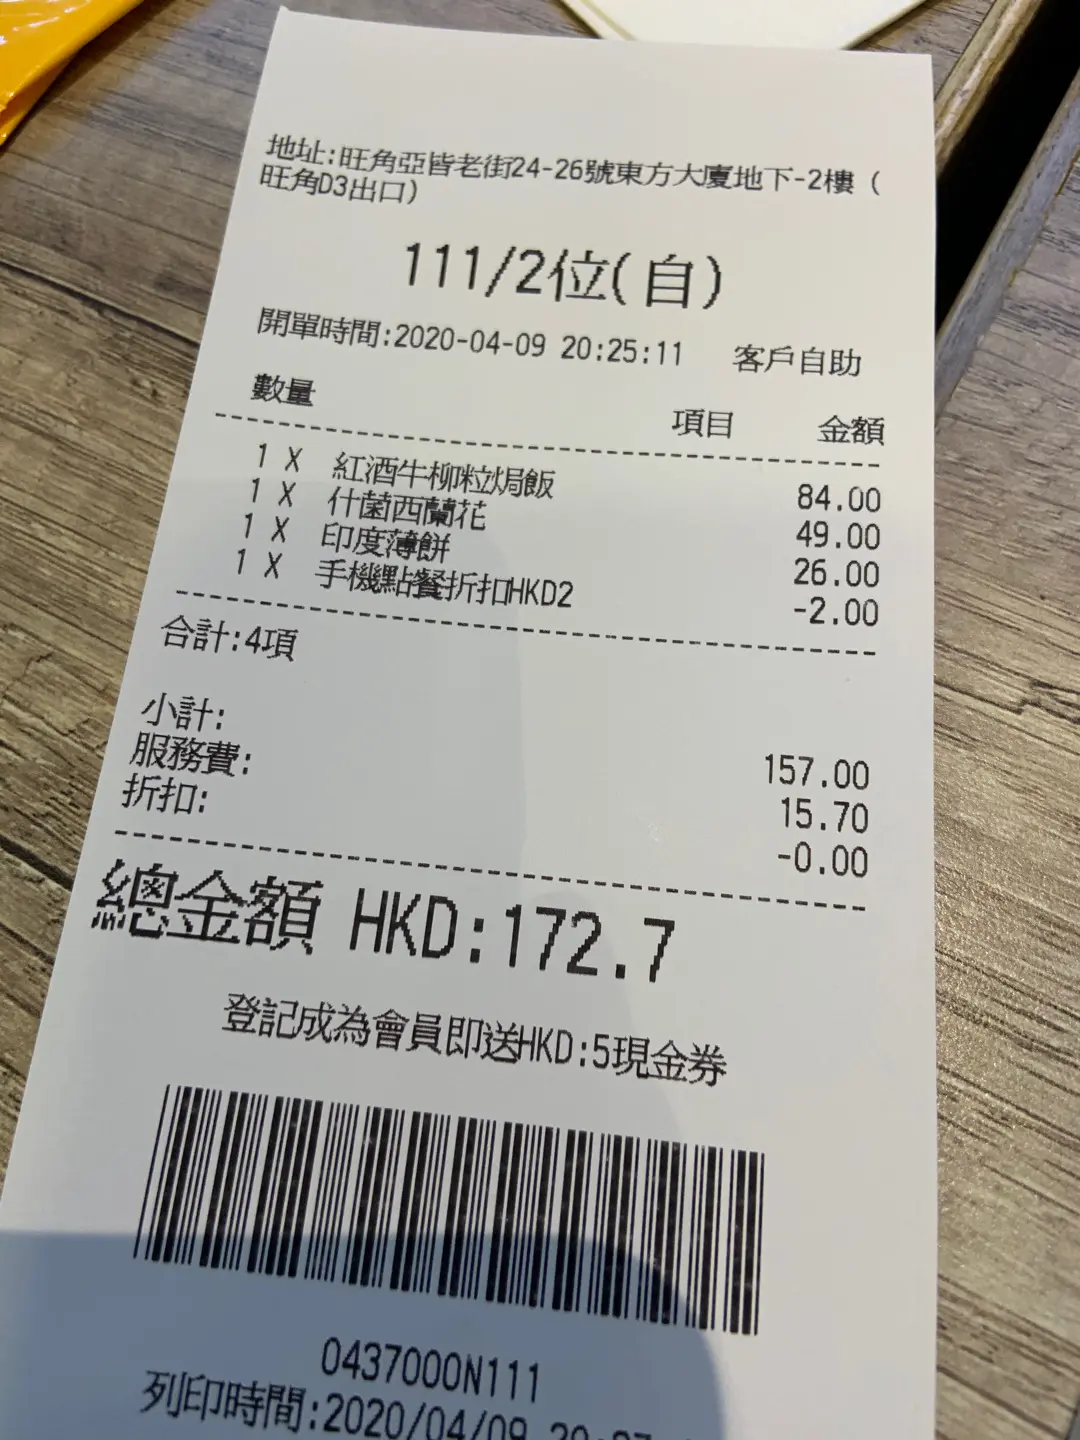 地址:旺角亞皆老街24-26號東方大廈地下-2樓（
旺角D3出口）
111/2位(自)
開單時間:2020-04-09 20:25:11 客戶自助
數量 項目 金額
1 X 紅酒牛柳粒焗飯 84.00
1 X 什菌西蘭花 49.00
1 X 印度薄餅 26.00
1 X 手機點餐折扣HKD2 -2.00
合計:4項
小計: 157.00
服務費: 15.70
折扣: -0.00
總金額 HKD:172.7
登記成為會員即送HKD:5現金券
0437000N111
列印時間:2020/04/09